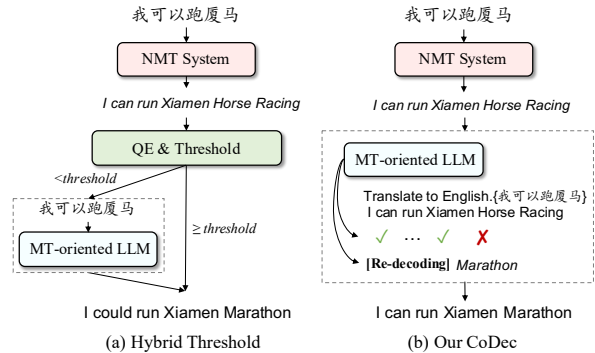 我可以跑厦马
NMT System
I can run Xiamen Horse Racing
QE & Threshold
<threshold
≥ threshold
我可以跑厦马
MT-oriented LLM
I could run Xiamen Marathon
(a) Hybrid Threshold
我可以跑厦马
NMT System
I can run Xiamen Horse Racing
MT-oriented LLM
Translate to English.{我可以跑厦马}
I can run Xiamen Horse Racing
✓ ... ✓ ✗
[Re-decoding] Marathon
I can run Xiamen Marathon
(b) Our CoDec